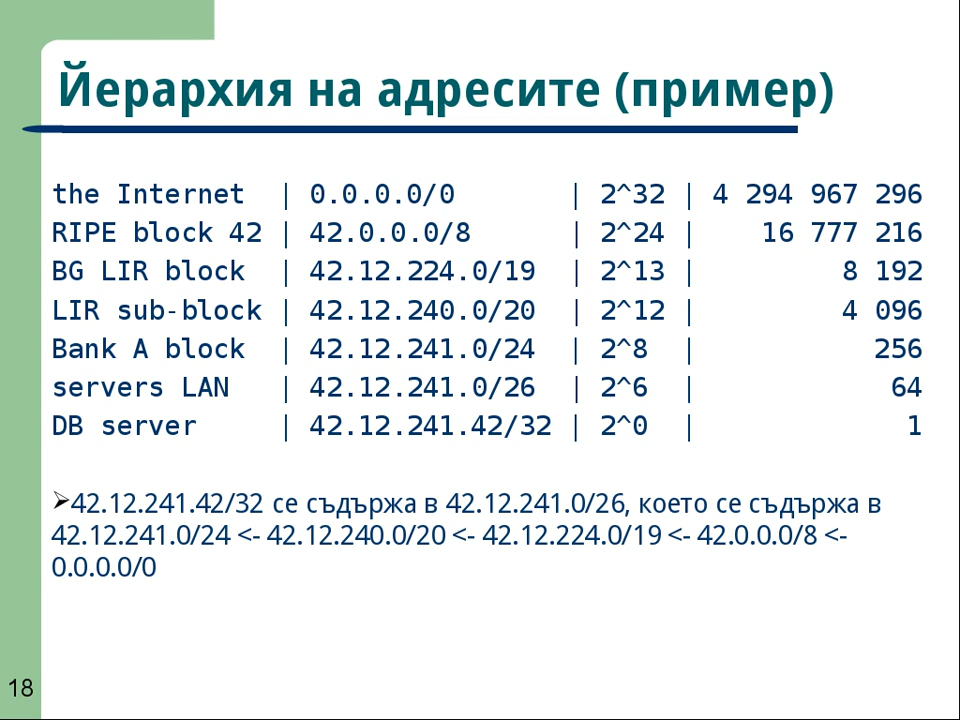 Йерархия на адресите (пример)
the Internet  | 0.0.0.0/0       | 2^32 | 4 294 967 296
RIPE block 42 | 42.0.0.0/8      | 2^24 |    16 777 216
BG LIR block  | 42.12.224.0/19  | 2^13 |         8 192
LIR sub-block | 42.12.240.0/20  | 2^12 |         4 096
Bank A block  | 42.12.241.0/24  | 2^8  |           256
servers LAN   | 42.12.241.0/26  | 2^6  |            64
DB server     | 42.12.241.42/32 | 2^0  |             1
➢42.12.241.42/32 се съдържа в 42.12.241.0/26, което се съдържа в
42.12.241.0/24 <- 42.12.240.0/20 <- 42.12.224.0/19 <- 42.0.0.0/8 <-
0.0.0.0/0
18